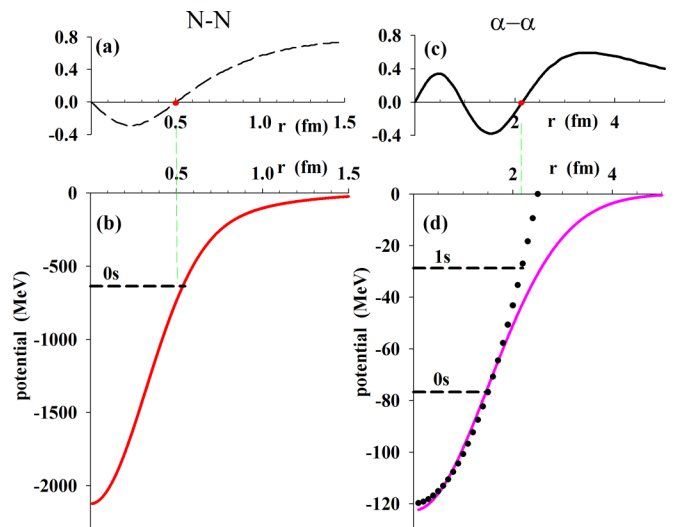 N-N
α–α
(a)
0.8
0.4
0.0
-0.4
0.5
1.0
r (fm)
1.5
(c)
0.8
0.4
0.0
-0.4
2
r (fm)
4
r (fm)
0.5
1.0
1.5
(b)
0
-500
-1000
-1500
-2000
0s
potential (MeV)
r (fm)
2
4
(d)
0
-20
-40
-60
-80
-100
-120
1s
0s
potential (MeV)